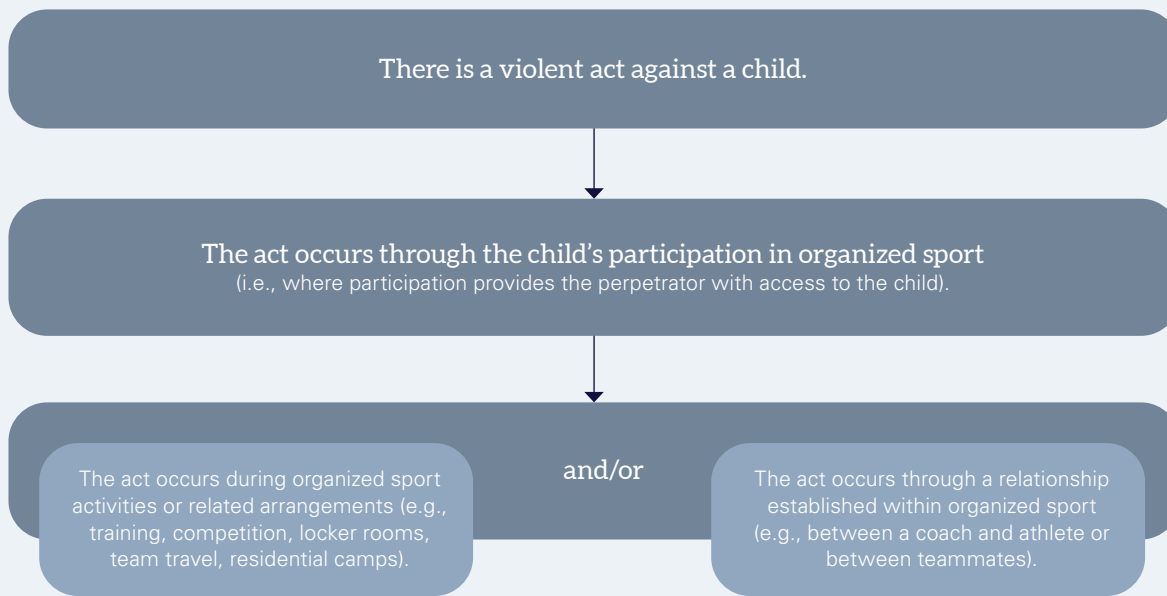 There is a violent act against a child.
The act occurs through the child’s participation in organized sport
(i.e., where participation provides the perpetrator with access to the child).
The act occurs during organized sport
activities or related arrangements (e.g.,
training, competition, locker rooms,
team travel, residential camps).
and/or
The act occurs through a relationship
established within organized sport
(e.g., between a coach and athlete or
between teammates).